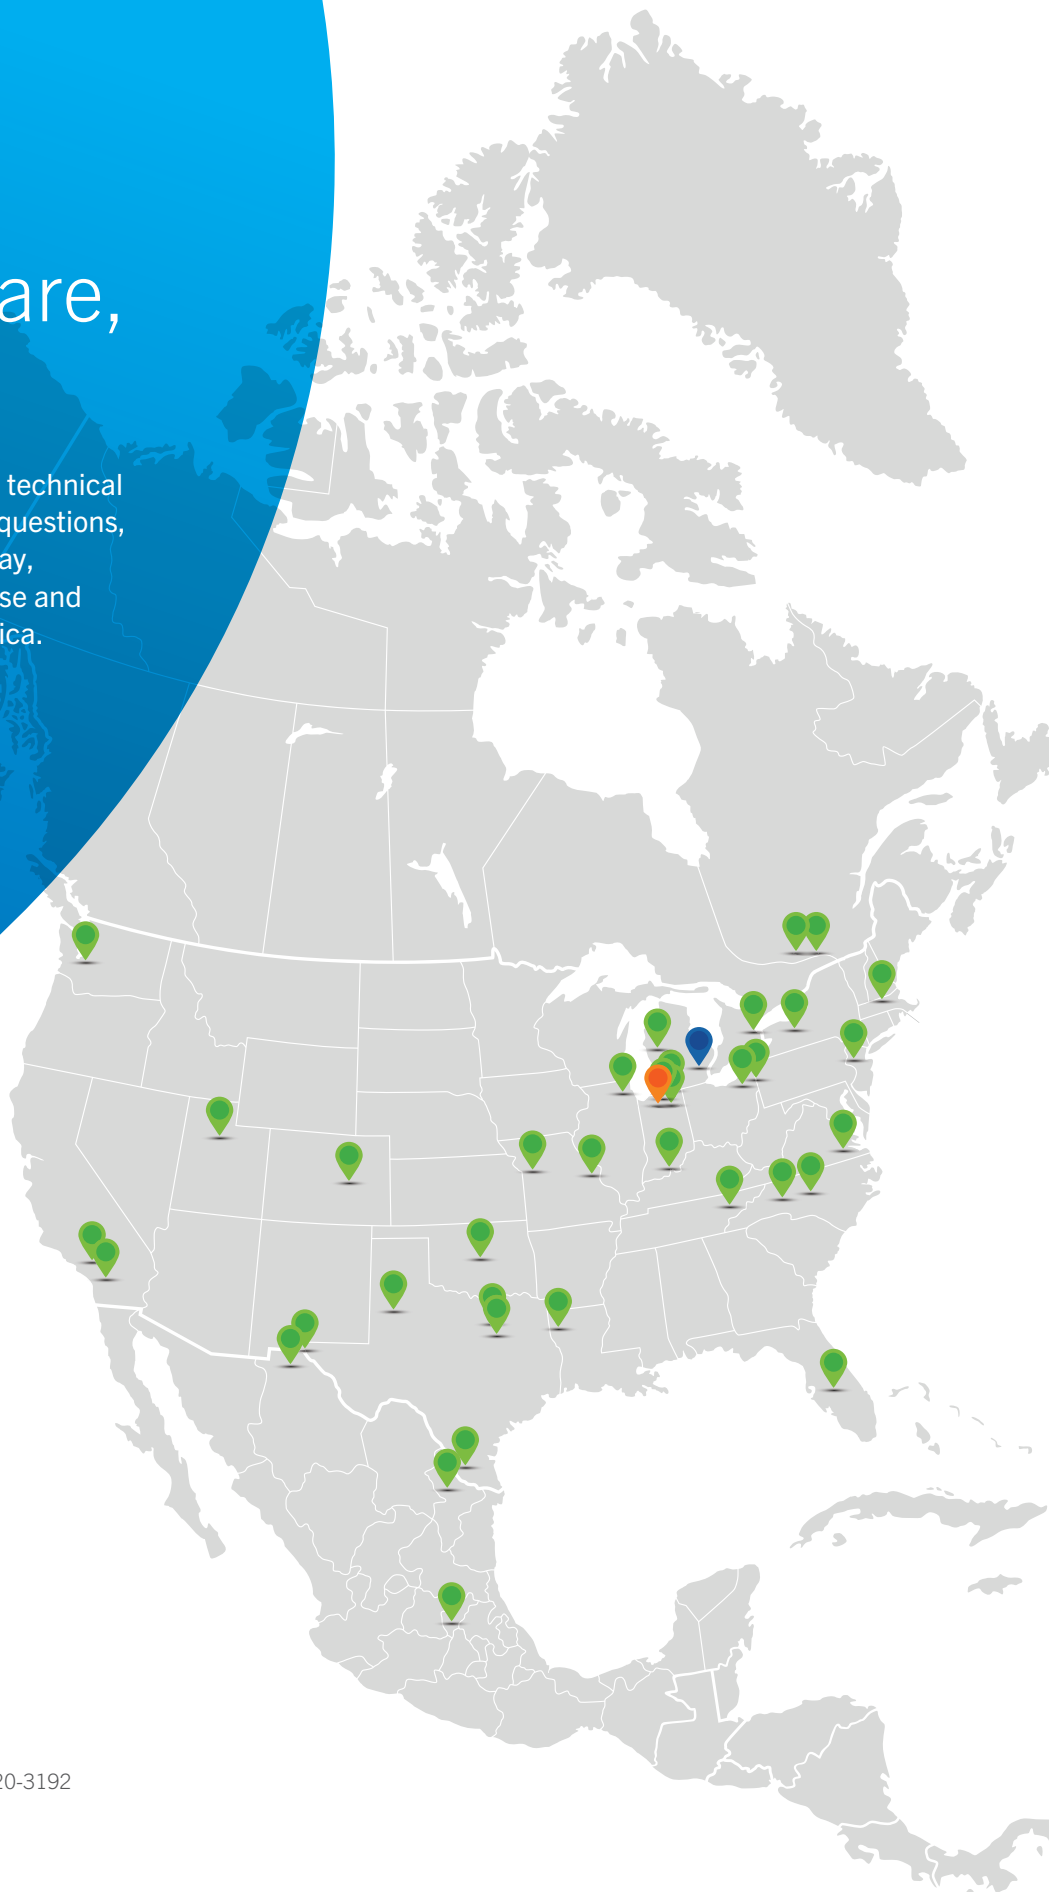 are,
technical
questions,
ay,
se and
ica.
20-3192